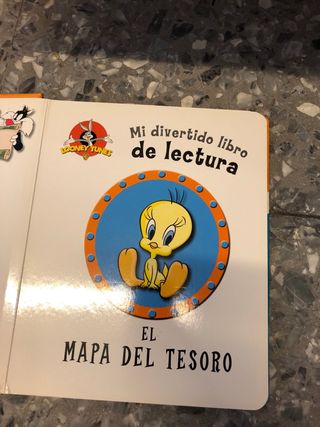 LOONEY TUNES
Mi divertido libro
de lectura
EL
MAPA DEL TESORO